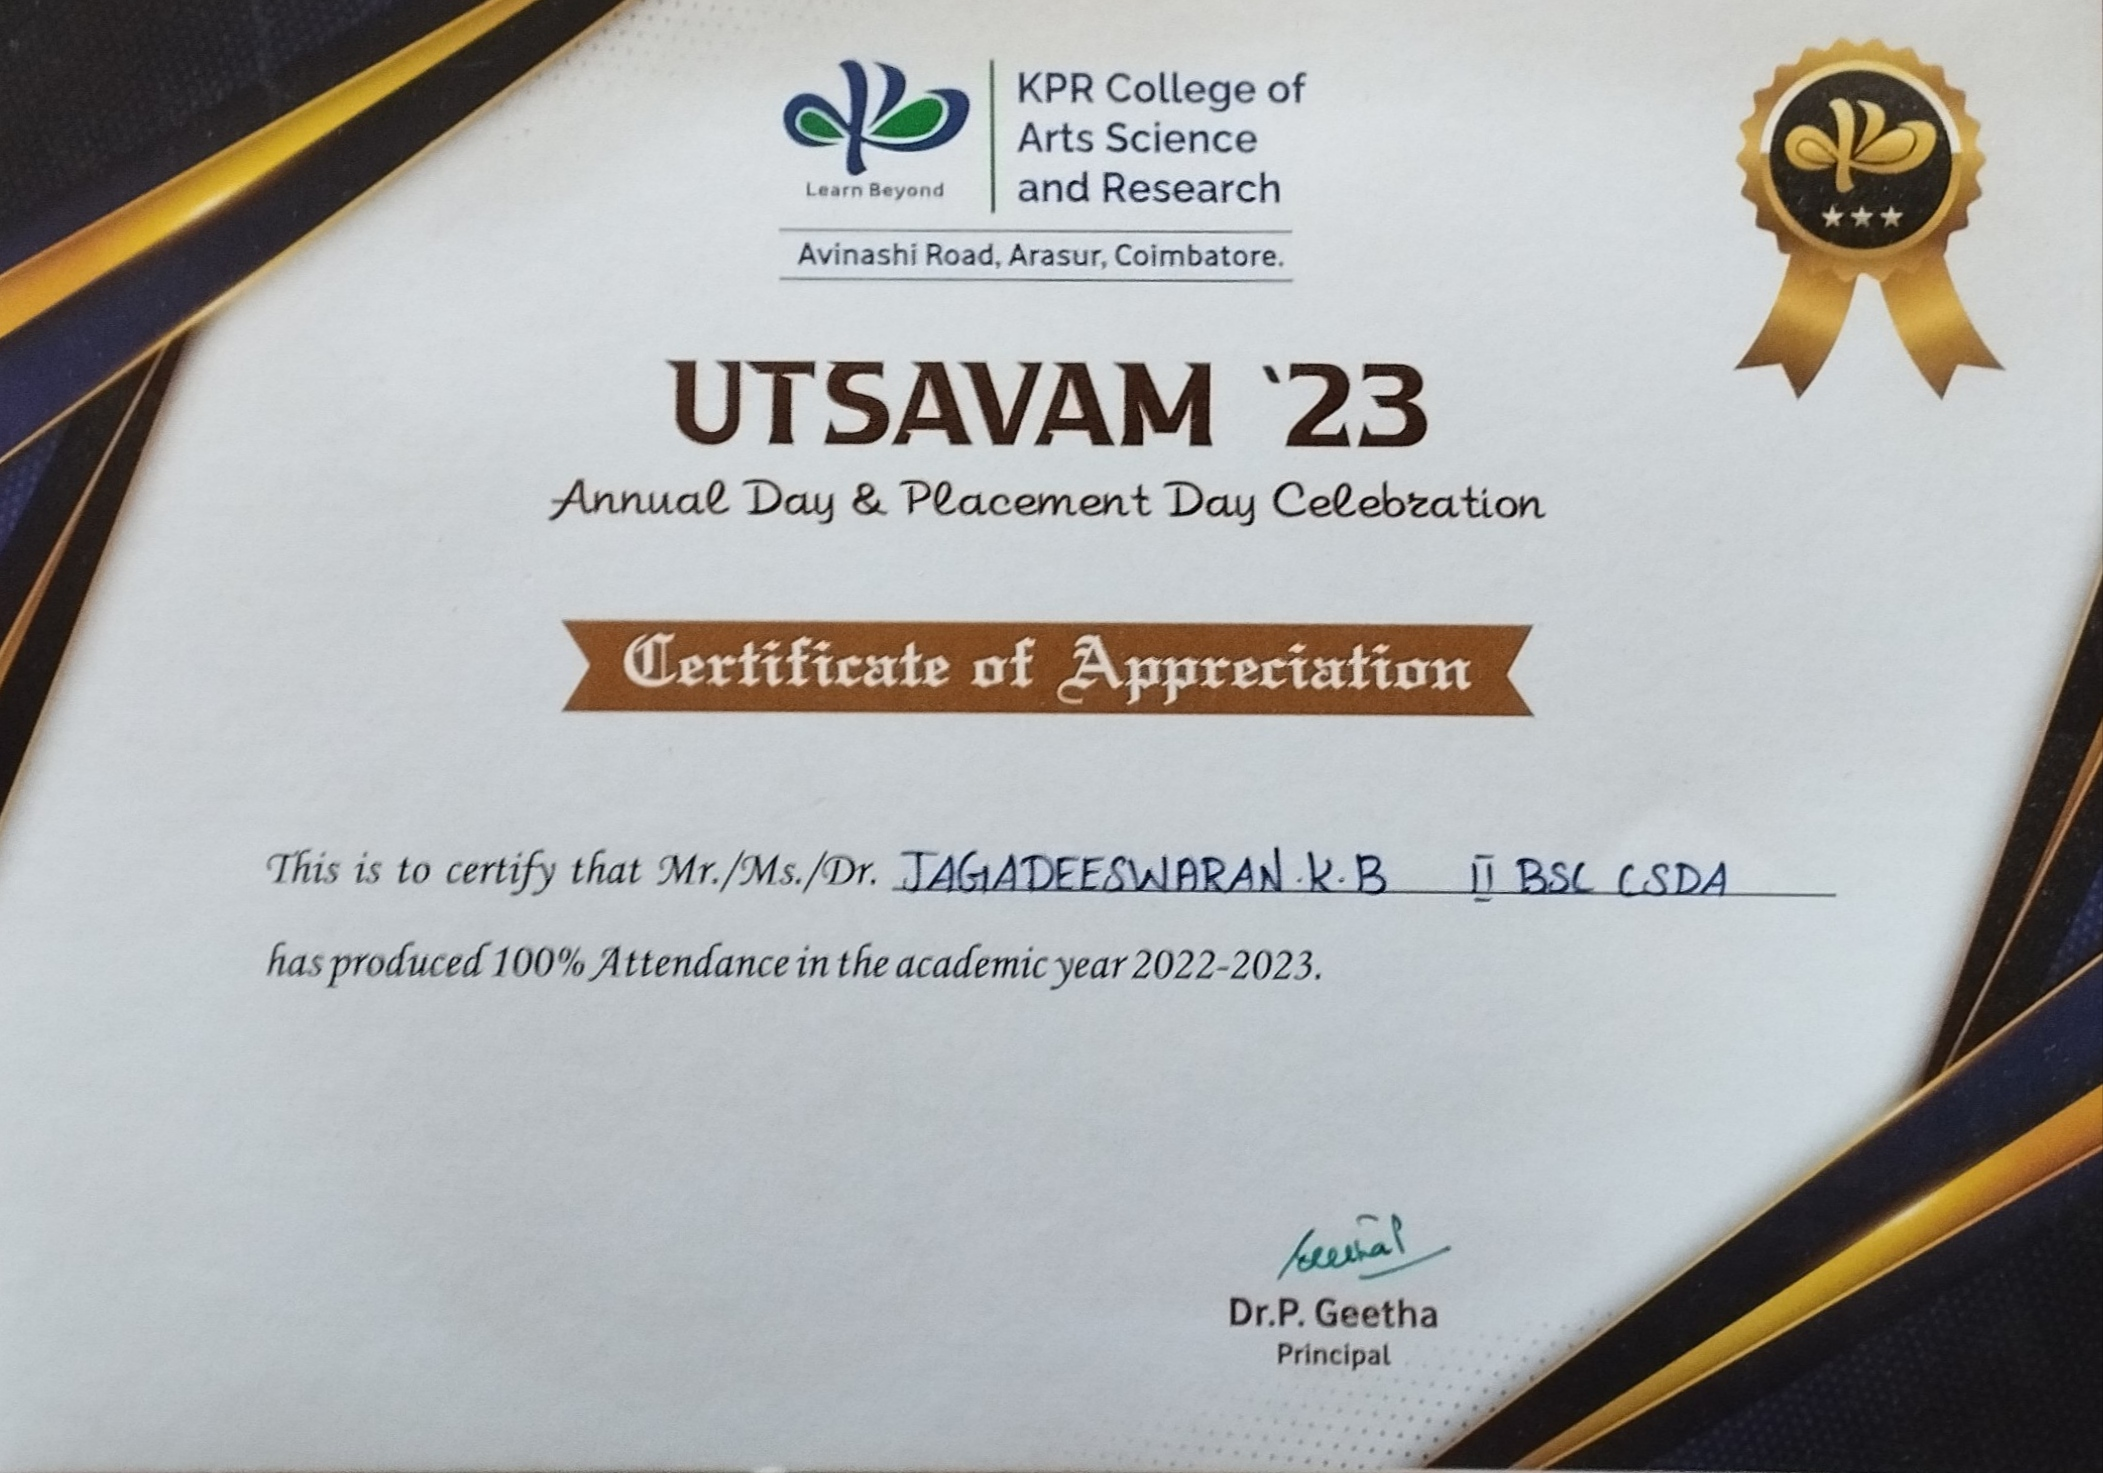 KPR College of
Arts Science
and Research
Learn Beyond
Avinashi Road, Arasur, Coimbatore.
UTSAVAM `23
Annual Day & Placement Day Celebration
Certificate of Appreciation
This is to certify that Mr./Ms./Dr. JAGADEESWARAN.K.B II BSC CSDA
has produced 100% Attendance in the academic year 2022-2023.
Geetha P
Dr.P. Geetha
Principal